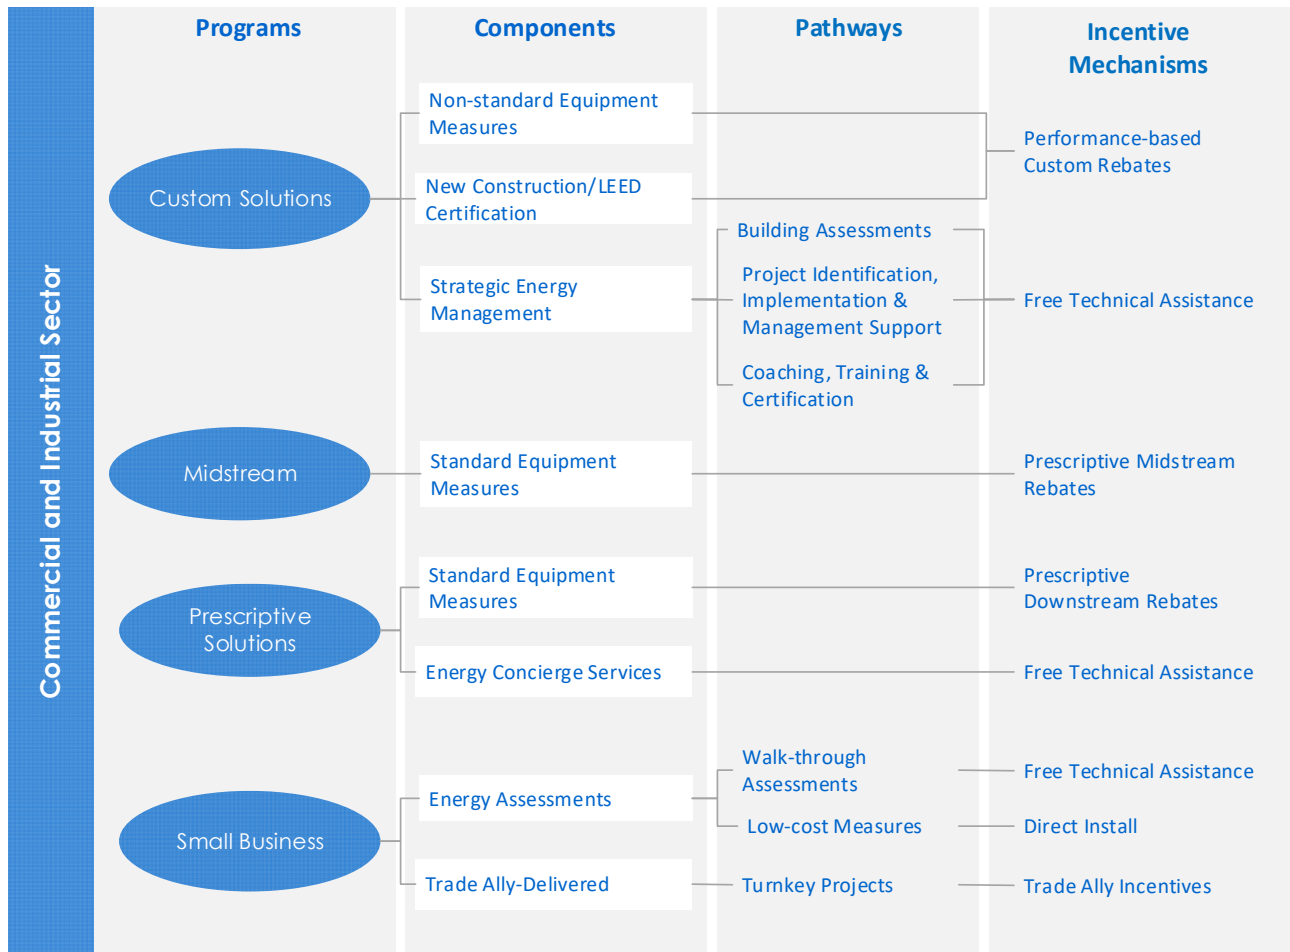 Commercial and Industrial Sector
Programs
Components
Pathways
Incentive
Mechanisms
Custom Solutions
Non-standard Equipment
Measures
Performance-based
Custom Rebates
New Construction/LEED
Certification
Strategic Energy
Management
Building Assessments
Project Identification,
Implementation &
Management Support
Coaching, Training &
Certification
Free Technical Assistance
Midstream
Standard Equipment
Measures
Prescriptive Midstream
Rebates
Prescriptive
Solutions
Standard Equipment
Measures
Prescriptive
Downstream Rebates
Energy Concierge Services
Free Technical Assistance
Small Business
Energy Assessments
Walk-through
Assessments
Free Technical Assistance
Low-cost Measures
Direct Install
Trade Ally-Delivered
Turnkey Projects
Trade Ally Incentives